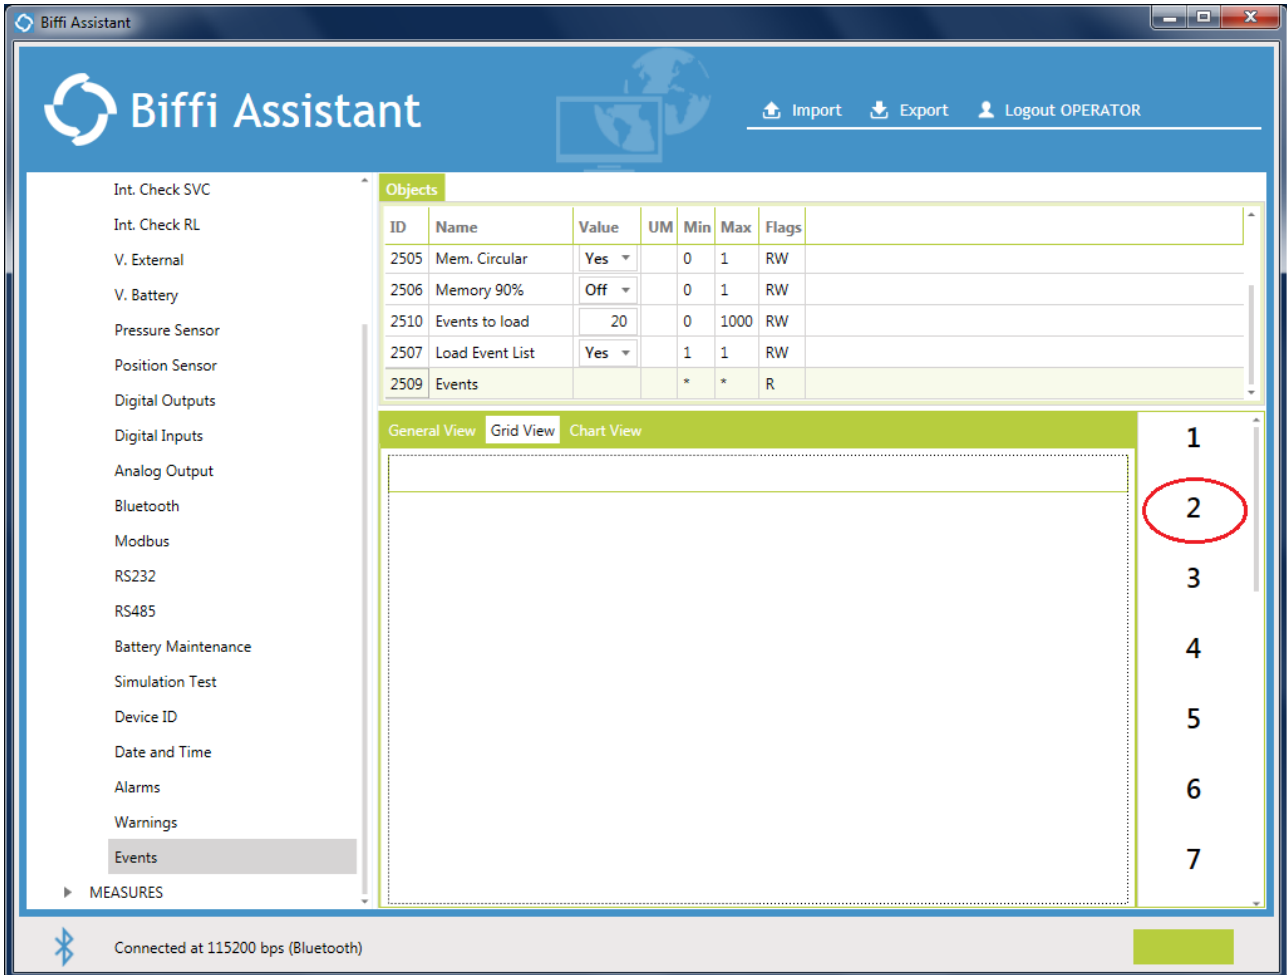 Biffi Assistant
Biffi Assistant
Import Export Logout OPERATOR
Int. Check SVC
Int. Check RL
V. External
V. Battery
Pressure Sensor
Position Sensor
Digital Outputs
Digital Inputs
Analog Output
Bluetooth
Modbus
RS232
RS485
Battery Maintenance
Simulation Test
Device ID
Date and Time
Alarms
Warnings
Events
MEASURES
Objects
ID Name Value UM Min Max Flags
2505 Mem. Circular Yes 0 1 RW
2506 Memory 90% Off 0 1 RW
2510 Events to load 20 0 1000 RW
2507 Load Event List Yes 1 1 RW
2509 Events * * R
General View Grid View Chart View
1
2
3
4
5
6
7
Connected at 115200 bps (Bluetooth)